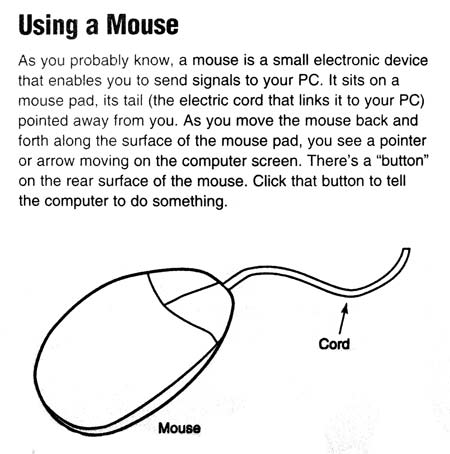 Using a Mouse
As you probably know, a mouse is a small electronic device
that enables you to send signals to your PC. It sits on a
mouse pad, its tail (the electric cord that links it to your PC)
pointed away from you. As you move the mouse back and
forth along the surface of the mouse pad, you see a pointer
or arrow moving on the computer screen. There's a “button”
on the rear surface of the mouse. Click that button to tell
the computer to do something.
Cord
Mouse